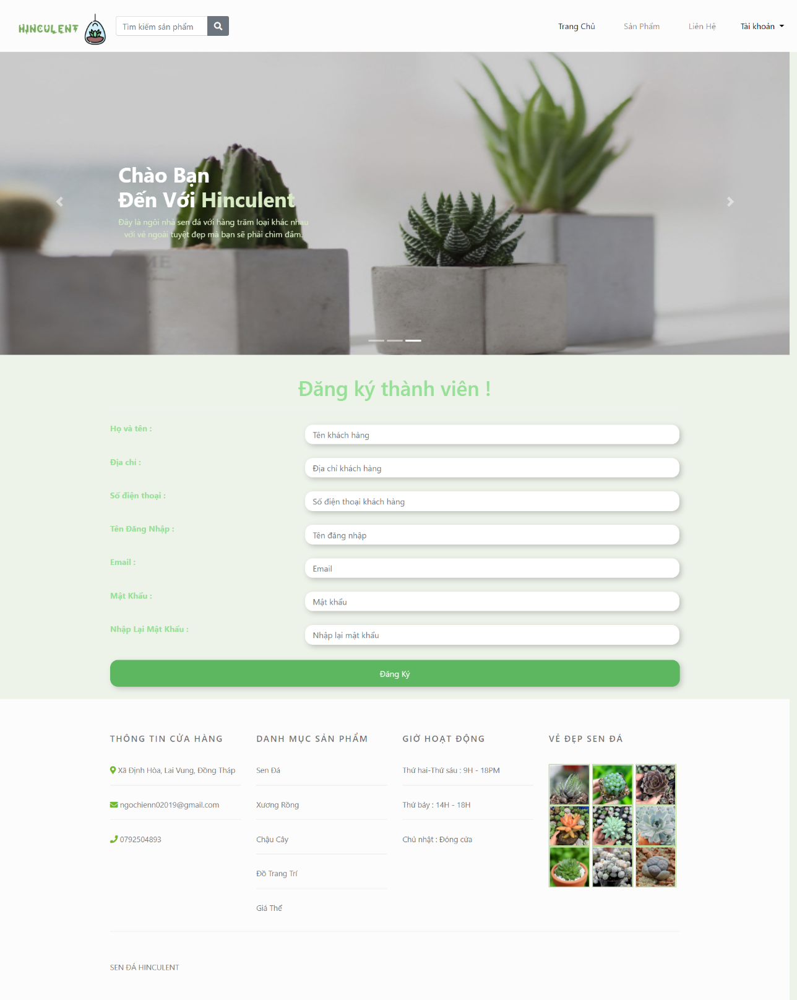 HINCULENT
Tìm kiếm sản phẩm
Trang Chủ
Sản Phẩm
Liên Hệ
Tài khoản
Chào Bạn
Đến Với Hinculent
Đây là ngôi nhà sen đá với hàng trăm loại khác nhau
với vẻ ngoài tuyệt đẹp mà bạn sẽ phải chìm đắm.
Đăng ký thành viên !
Họ và tên :
Tên khách hàng
Địa chỉ :
Địa chỉ khách hàng
Số điện thoại :
Số điện thoại khách hàng
Tên Đăng Nhập :
Tên đăng nhập
Email :
Email
Mật Khẩu :
Mật khẩu
Nhập Lại Mật Khẩu :
Nhập lại mật khẩu
Đăng Ký
THÔNG TIN CỬA HÀNG
Xã Định Hòa, Lai Vung, Đồng Tháp
ngochienn02019@gmail.com
0792504893
DANH MỤC SẢN PHẨM
Sen Đá
Xương Rồng
Chậu Cây
Đồ Trang Trí
Giá Thể
GIỜ HOẠT ĐỘNG
Thứ hai-Thứ sáu : 9H - 18PM
Thứ bảy : 14H - 18H
Chủ nhật : Đóng cửa
VẺ ĐẸP SEN ĐÁ
SEN ĐÁ HINCULENT